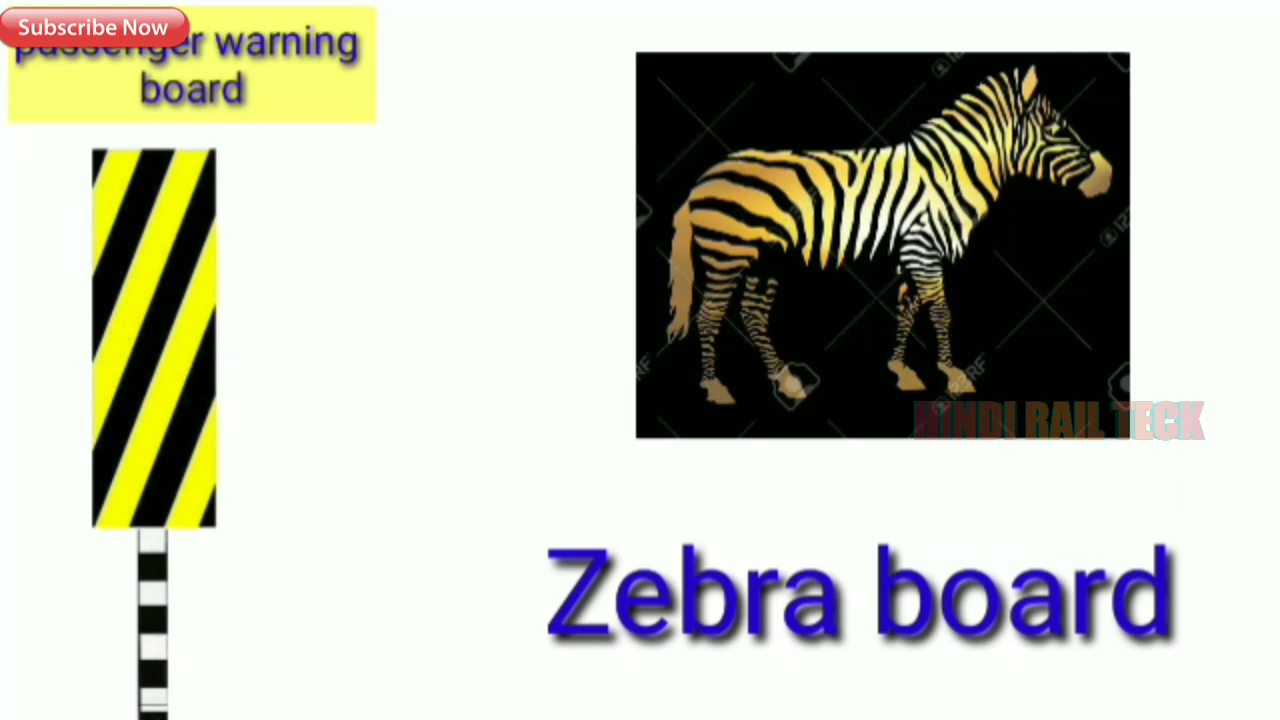 Subscribe Now
passenger warning
board
HINDI RAIL TECK
Zebra board